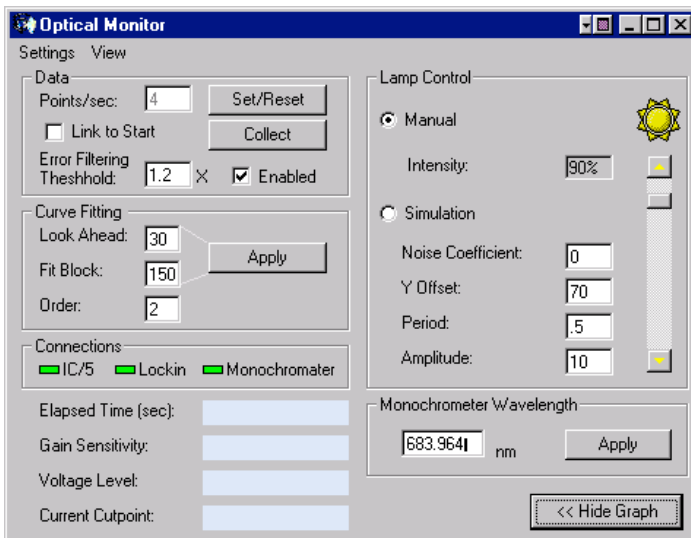 Optical Monitor
Settings View
Data
Points/sec: 4 Set/Reset
Link to Start Collect
Error Filtering
Theshhold: 1.2 X Enabled
Curve Fitting
Look Ahead: 30
Fit Block: 150 Apply
Order: 2
Connections
IC/5 Lockin Monochromater
Elapsed Time (sec):
Gain Sensitivity:
Voltage Level:
Current Cutpoint:
Lamp Control
Manual
Intensity: 90%
Simulation
Noise Coefficient: 0
Y Offset: 70
Period: .5
Amplitude: 10
Monochrometer Wavelength
683.964 nm Apply
<< Hide Graph